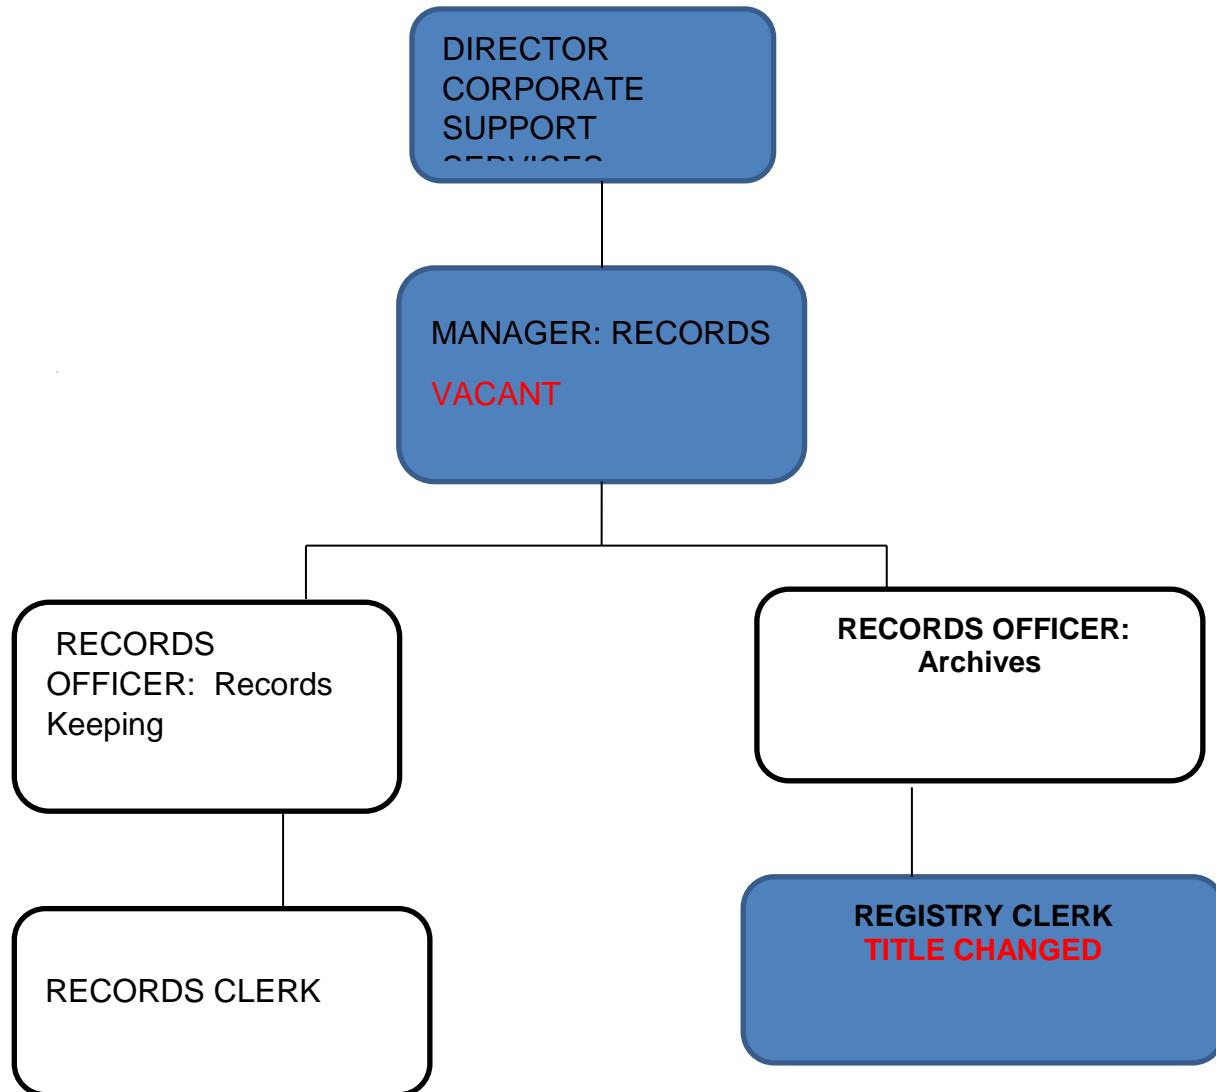 DIRECTOR
CORPORATE
SUPPORT
SERVICES
MANAGER: RECORDS
VACANT
RECORDS
OFFICER: Records
Keeping
RECORDS OFFICER:
Archives
RECORDS CLERK
REGISTRY CLERK
TITLE CHANGED